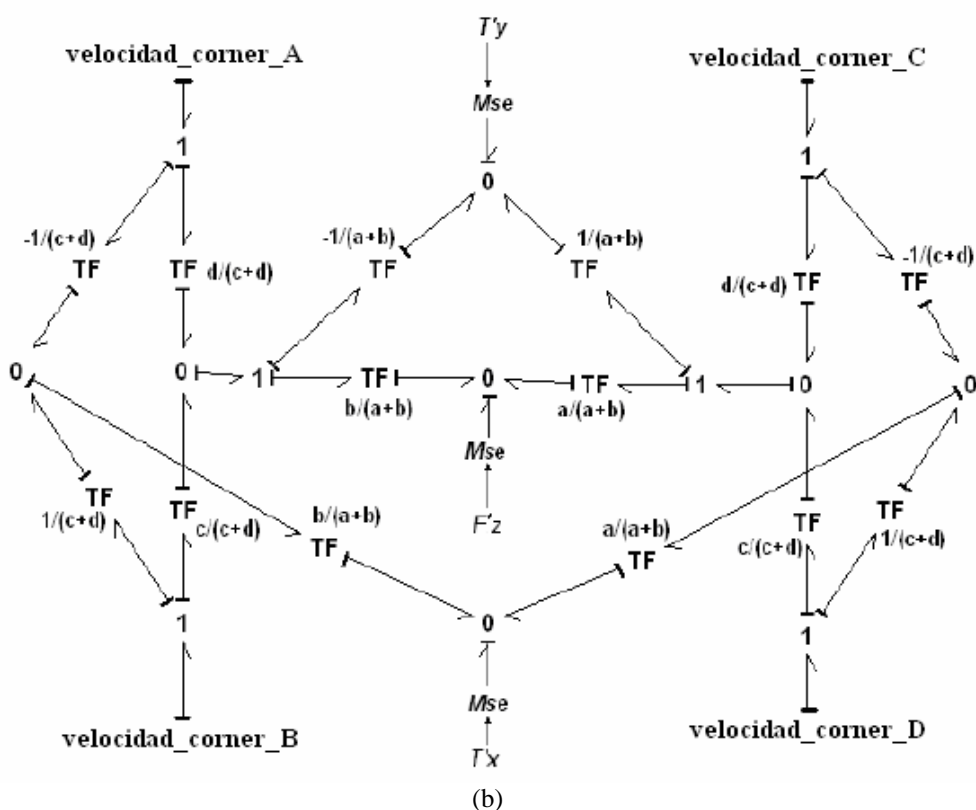 T'y
velocidad_corner_A
velocidad_corner_C
Mse
1
1
0
-1/(c+d)
-1/(a+b)
1/(a+b)
-1/(c+d)
TF
TF
d/(c+d)
TF
TF
d/(c+d)
TF
TF
0
0
1
TF
0
TF
1
0
0
b/(a+b)
a/(a+b)
Mse
TF
1/(c+d)
TF
c/(c+d)
b/(a+b)
TF
F'z
a/(a+b)
TF
TF
c/(c+d)
TF
1/(c+d)
1
0
1
Mse
velocidad_corner_B
velocidad_corner_D
T'x
(b)